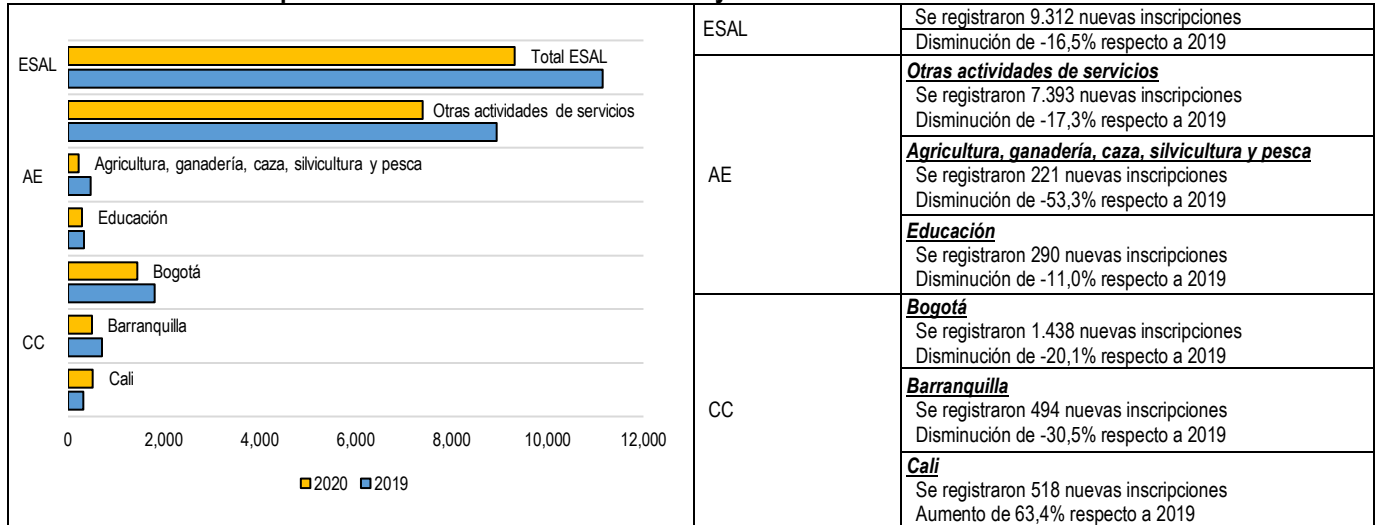 ESAL
Total ESAL
Otras actividades de servicios
AE
Agricultura, ganadería, caza, silvicultura y pesca
Educación
Bogotá
CC
Barranquilla
Cali
0 2,000 4,000 6,000 8,000 10,000 12,000
2020 2019
ESAL
Se registraron 9.312 nuevas inscripciones
Disminución de -16,5% respecto a 2019
AE
Otras actividades de servicios
Se registraron 7.393 nuevas inscripciones
Disminución de -17,3% respecto a 2019
Agricultura, ganadería, caza, silvicultura y pesca
Se registraron 221 nuevas inscripciones
Disminución de -53,3% respecto a 2019
Educación
Se registraron 290 nuevas inscripciones
Disminución de -11,0% respecto a 2019
CC
Bogotá
Se registraron 1.438 nuevas inscripciones
Disminución de -20,1% respecto a 2019
Barranquilla
Se registraron 494 nuevas inscripciones
Disminución de -30,5% respecto a 2019
Cali
Se registraron 518 nuevas inscripciones
Aumento de 63,4% respecto a 2019